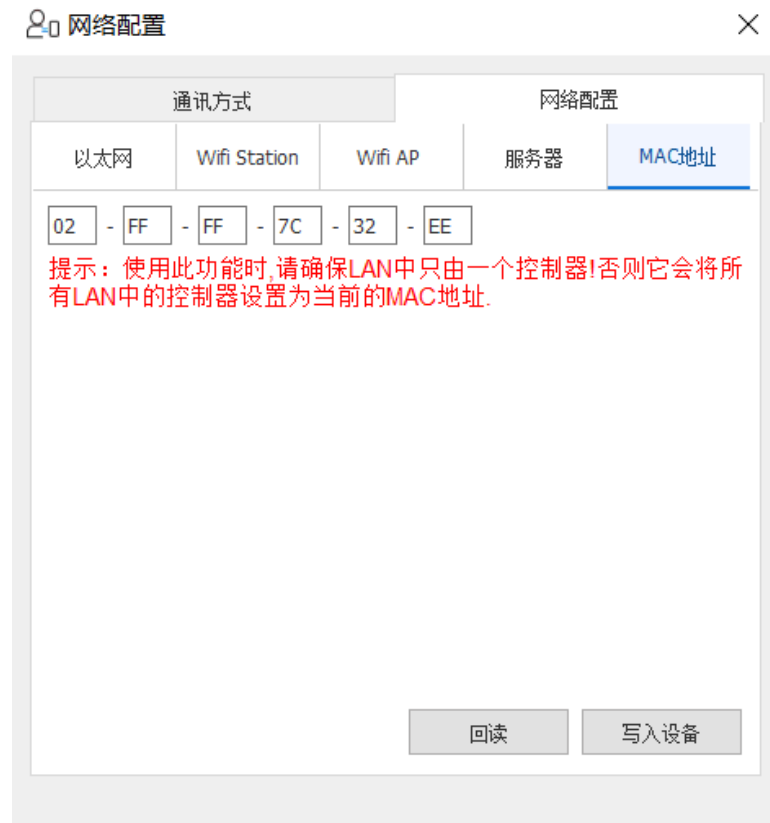 网络配置
通讯方式 网络配置
以太网 Wifi Station Wifi AP 服务器 MAC地址
02 - FF - FF - 7C - 32 - EE
提示：使用此功能时,请确保LAN中只由一个控制器!否则它会将所
有LAN中的控制器设置为当前的MAC地址.
回读 写入设备